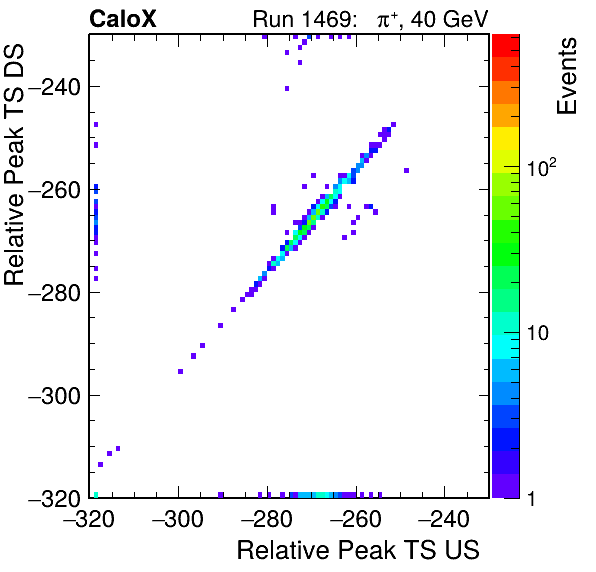 CaloX Run 1469: π⁺, 40 GeV
Events
Relative Peak TS DS
−240
−260
−280
−300
−320
10²
10
1
−320 −300 −280 −260 −240
Relative Peak TS US